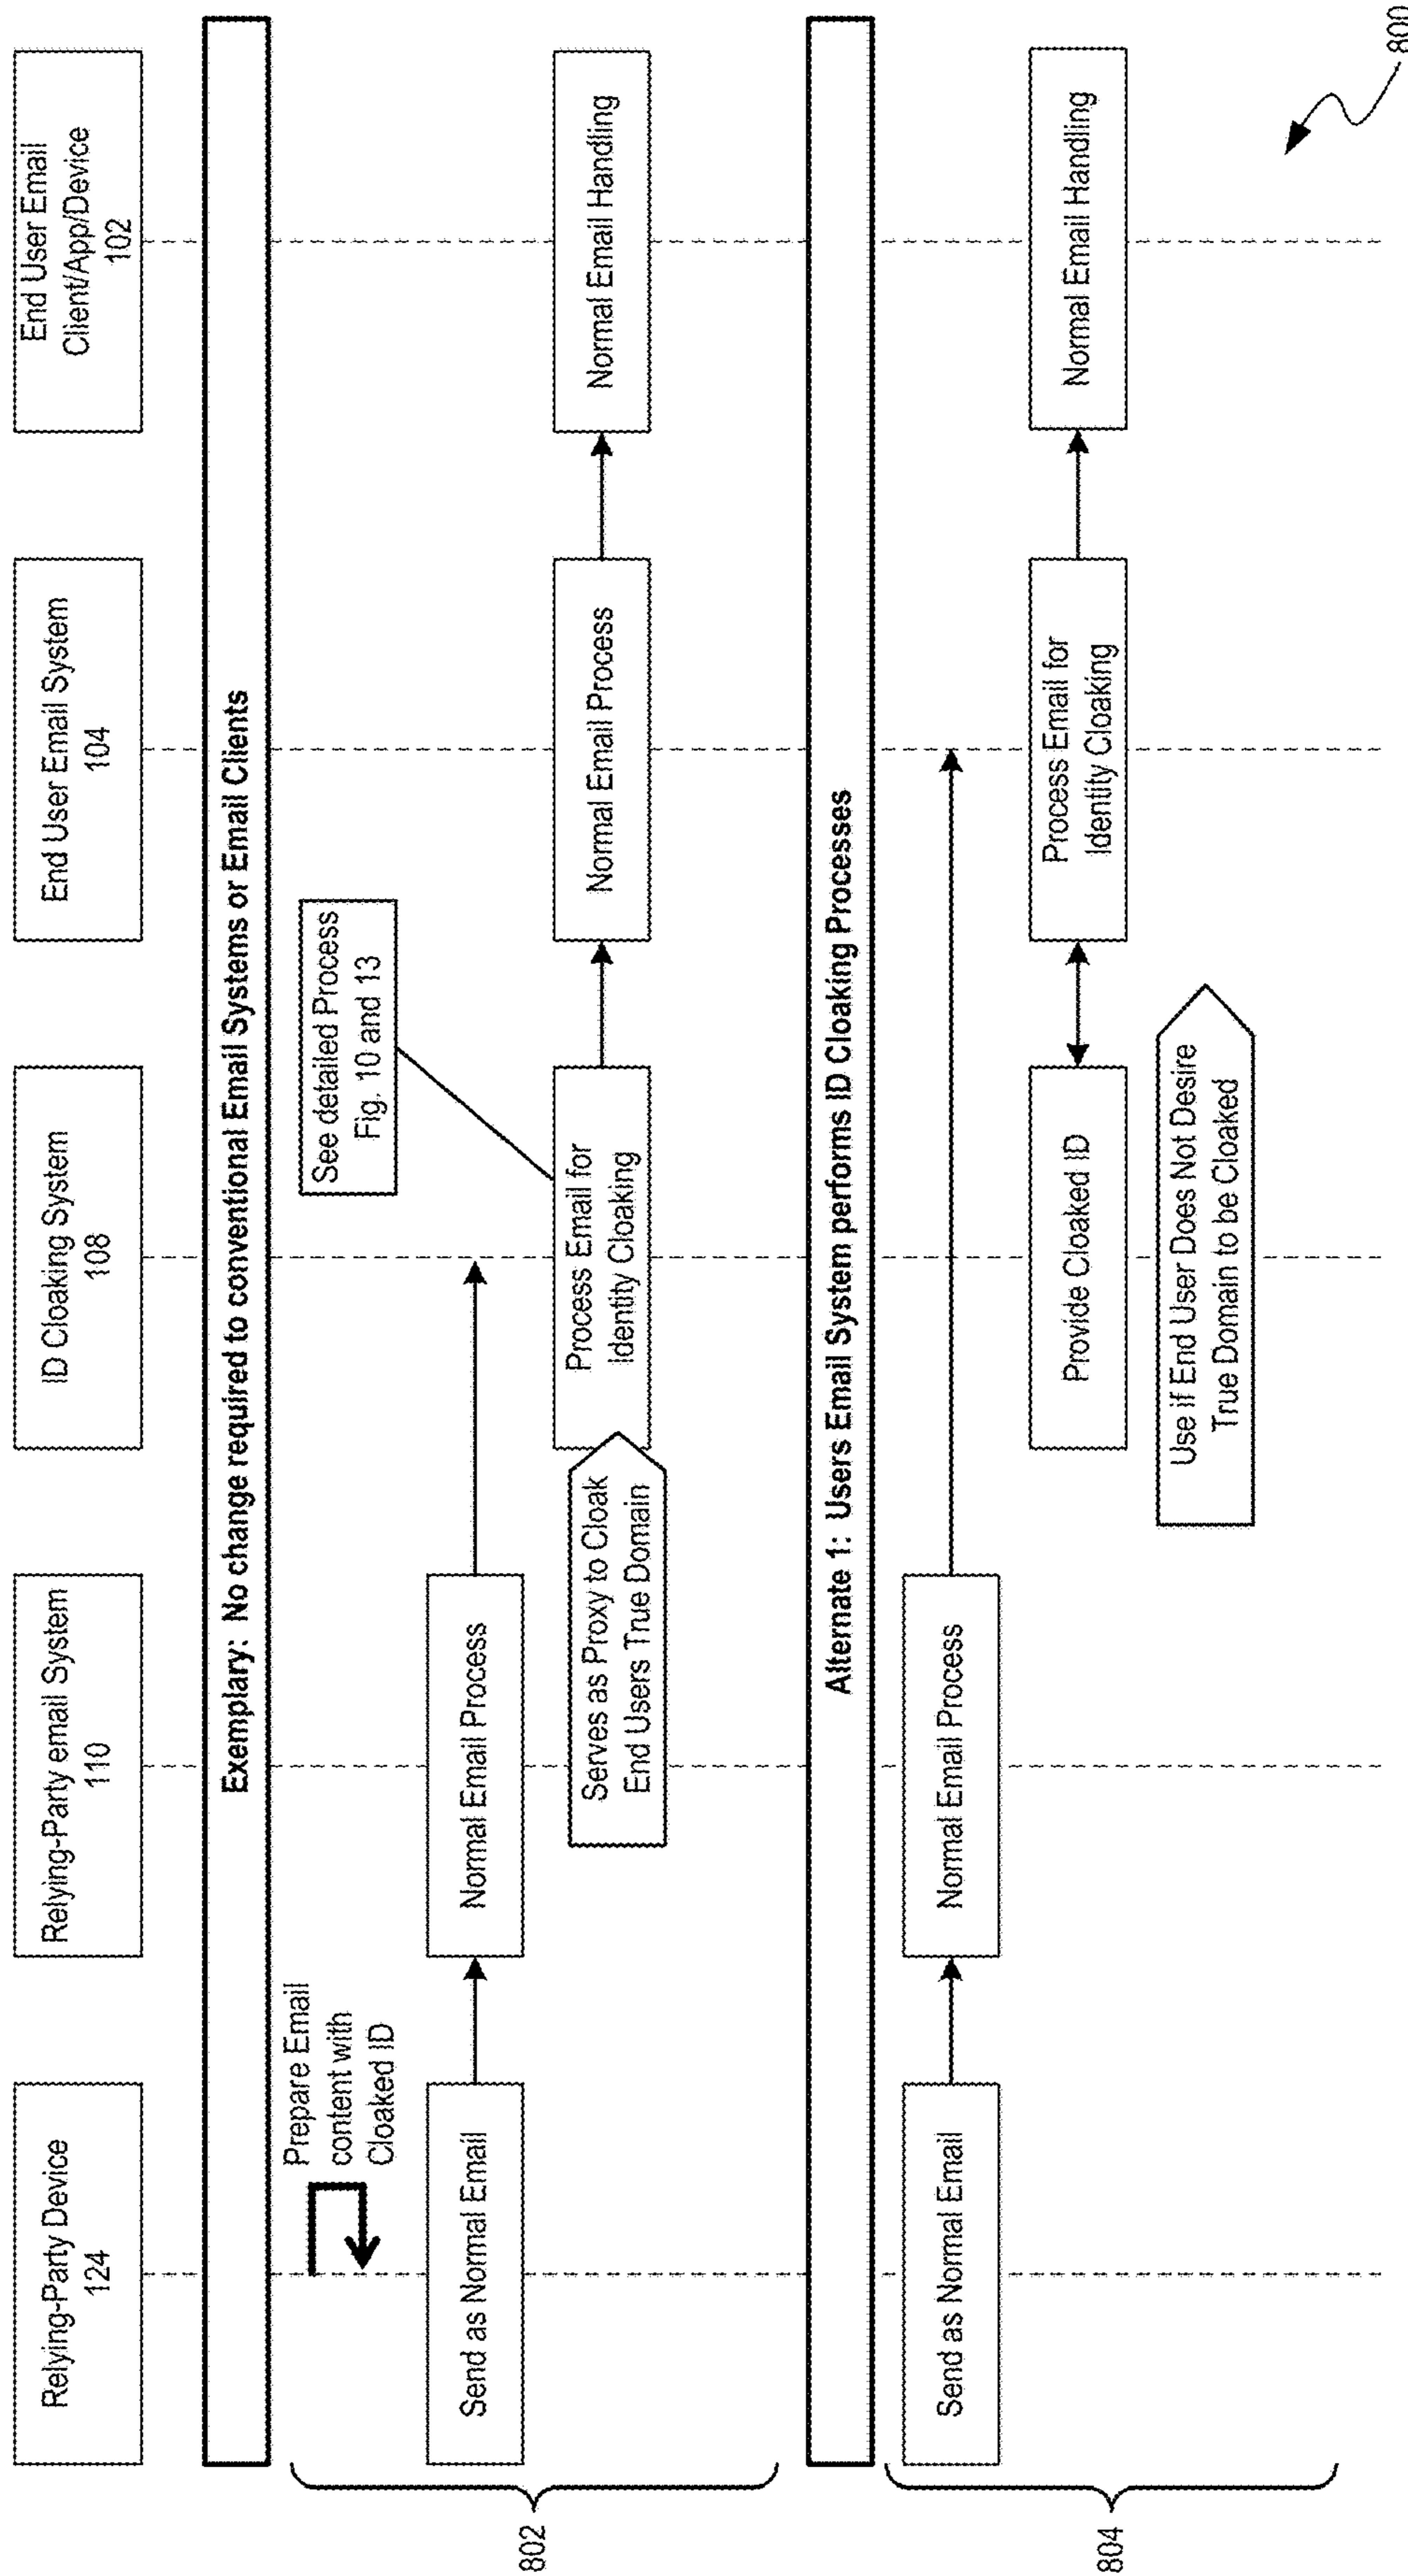 Relying-Party Device
124
Relying-Party email System
110
ID Cloaking System
108
End User Email System
104
End User Email
Client/App/Device
102
Exemplary: No change required to conventional Email Systems or Email Clients
Prepare Email
content with
Cloaked ID
See detailed Process
Fig. 10 and 13
Send as Normal Email
Normal Email Process
Process Email for
Identity Cloaking
Normal Email Process
Normal Email Handling
Serves as Proxy to Cloak
End Users True Domain
802
Alternate 1: Users Email System performs ID Cloaking Processes
Send as Normal Email
Normal Email Process
Provide Cloaked ID
Process Email for
Identity Cloaking
Normal Email Handling
Use if End User Does Not Desire
True Domain to be Cloaked
804
800